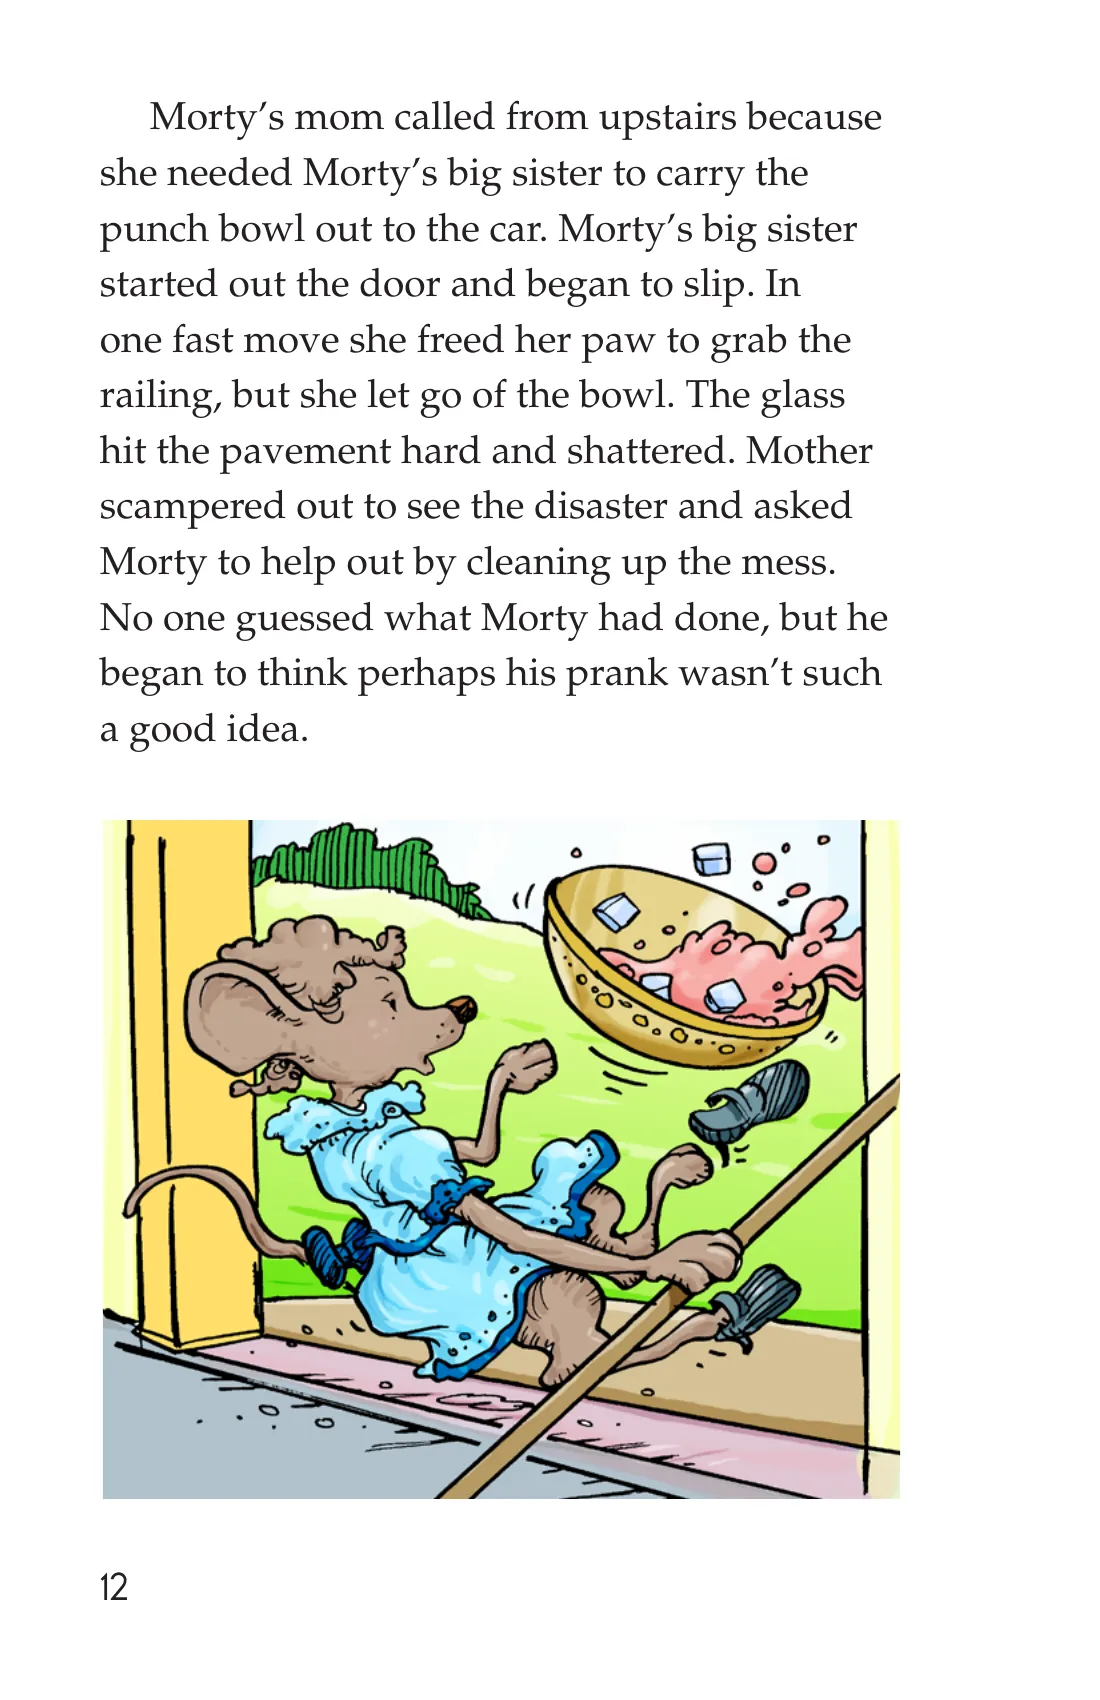 Morty’s mom called from upstairs because
she needed Morty’s big sister to carry the
punch bowl out to the car. Morty’s big sister
started out the door and began to slip. In
one fast move she freed her paw to grab the
railing, but she let go of the bowl. The glass
hit the pavement hard and shattered. Mother
scampered out to see the disaster and asked
Morty to help out by cleaning up the mess.
No one guessed what Morty had done, but he
began to think perhaps his prank wasn’t such
a good idea.
12